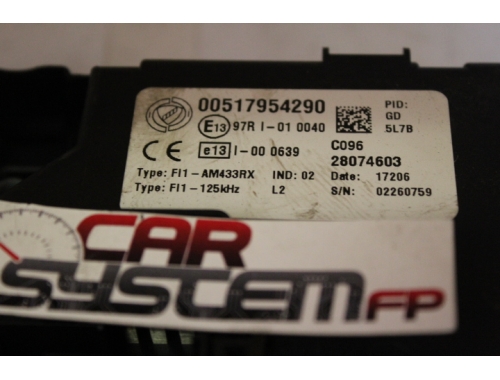 00517954290
PID:
GD
5L7B
E13 97R I-01 0040
e13 I-00 0639
C096
28074603
Type: FI1-AM433RX IND: 02 Date: 17206
Type: FI1-125kHz L2 S/N: 02260759
CAR
SYSTEM FP